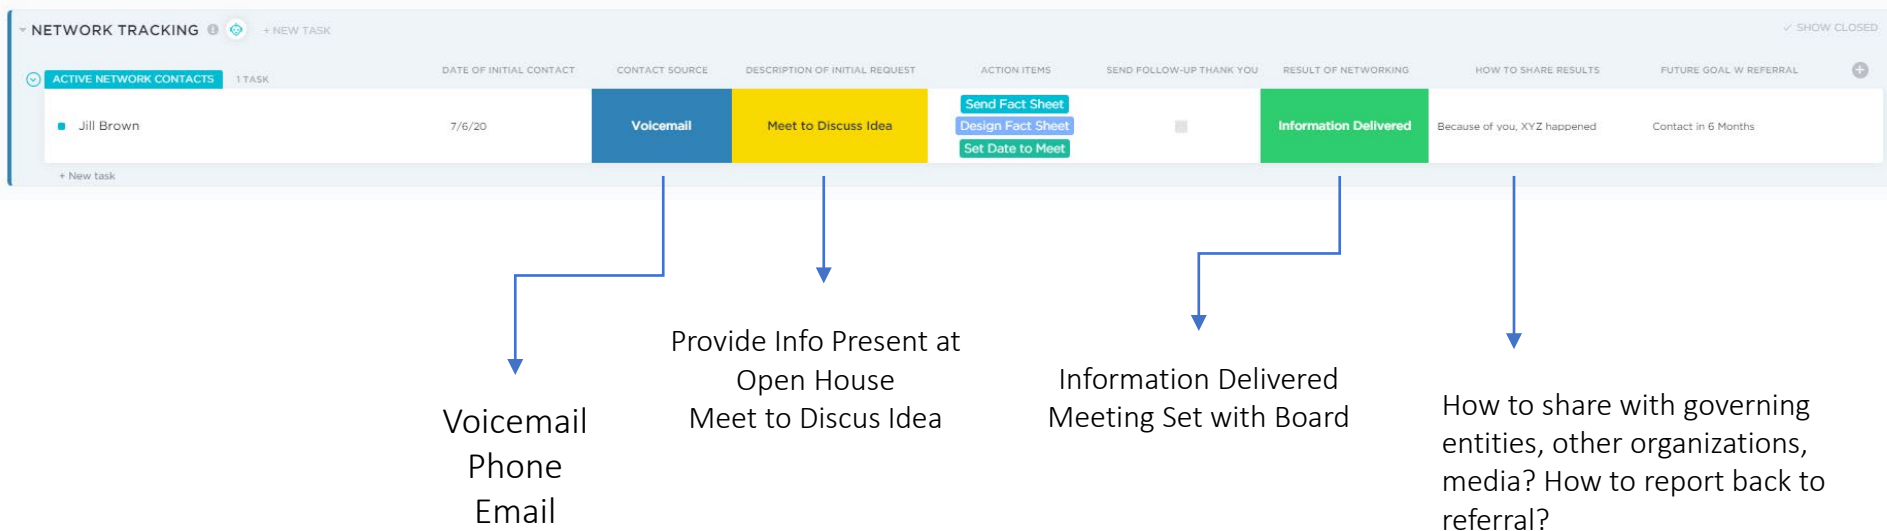 NETWORK TRACKING + NEW TASK ✓ SHOW CLOSED
ACTIVE NETWORK CONTACTS 1 TASK DATE OF INITIAL CONTACT CONTACT SOURCE DESCRIPTION OF INITIAL REQUEST ACTION ITEMS SEND FOLLOW-UP THANK YOU RESULT OF NETWORKING HOW TO SHARE RESULTS FUTURE GOAL W REFERRAL
Jill Brown 7/6/20 Voicemail Meet to Discuss Idea
Send Fact Sheet
Design Fact Sheet
Set Date to Meet
Information Delivered Because of you, XYZ happened Contact in 6 Months
+ New task
Voicemail
Phone
Email
Provide Info Present at
Open House
Meet to Discus Idea
Information Delivered
Meeting Set with Board
How to share with governing
entities, other organizations,
media? How to report back to
referral?